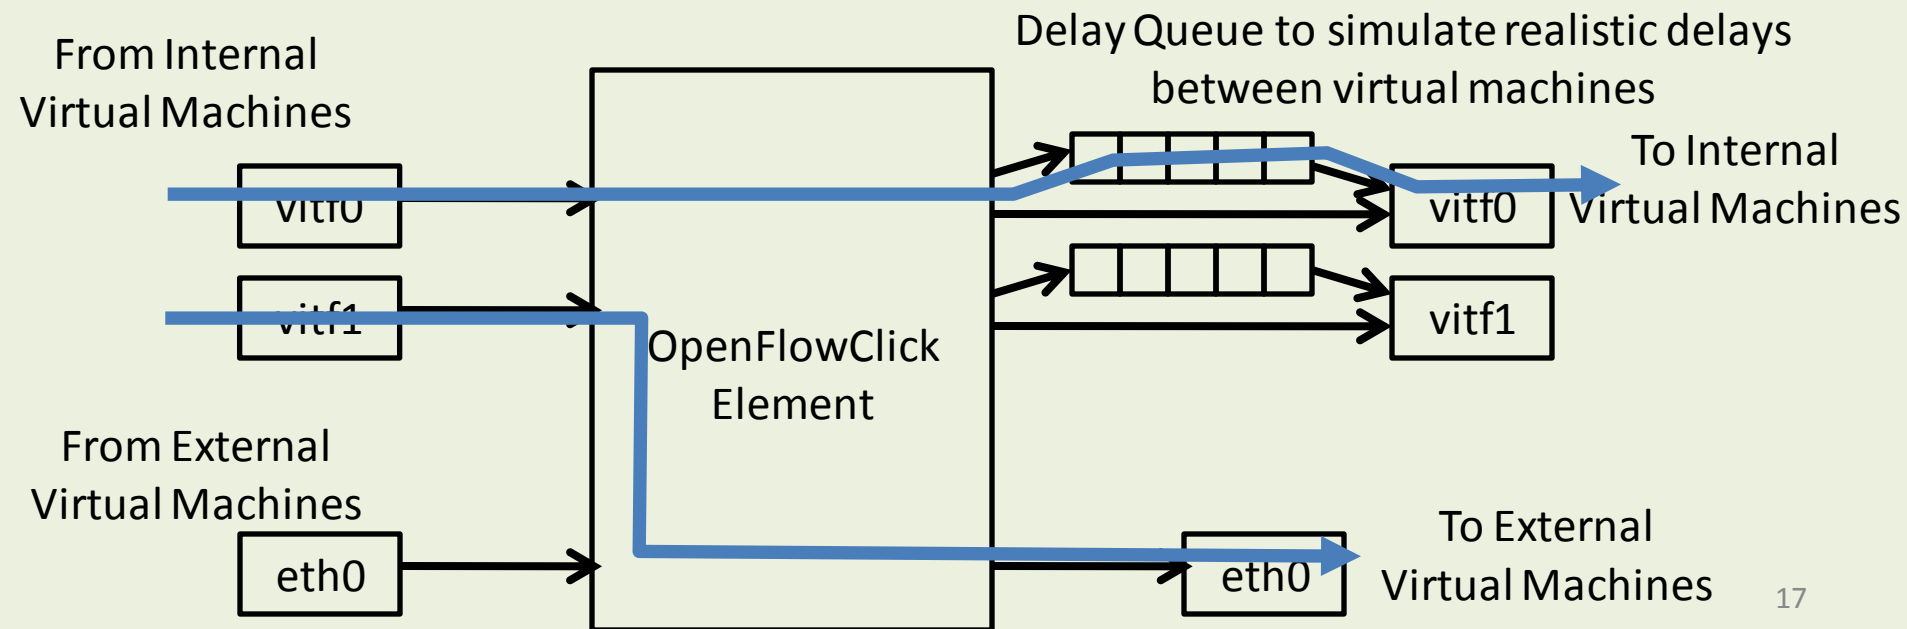 From Internal
Virtual Machines
Delay Queue to simulate realistic delays
between virtual machines
To Internal
Virtual Machines
vitf0
vitf0
vitf1
vitf1
OpenFlowClick
Element
From External
Virtual Machines
eth0
To External
Virtual Machines
eth0
17